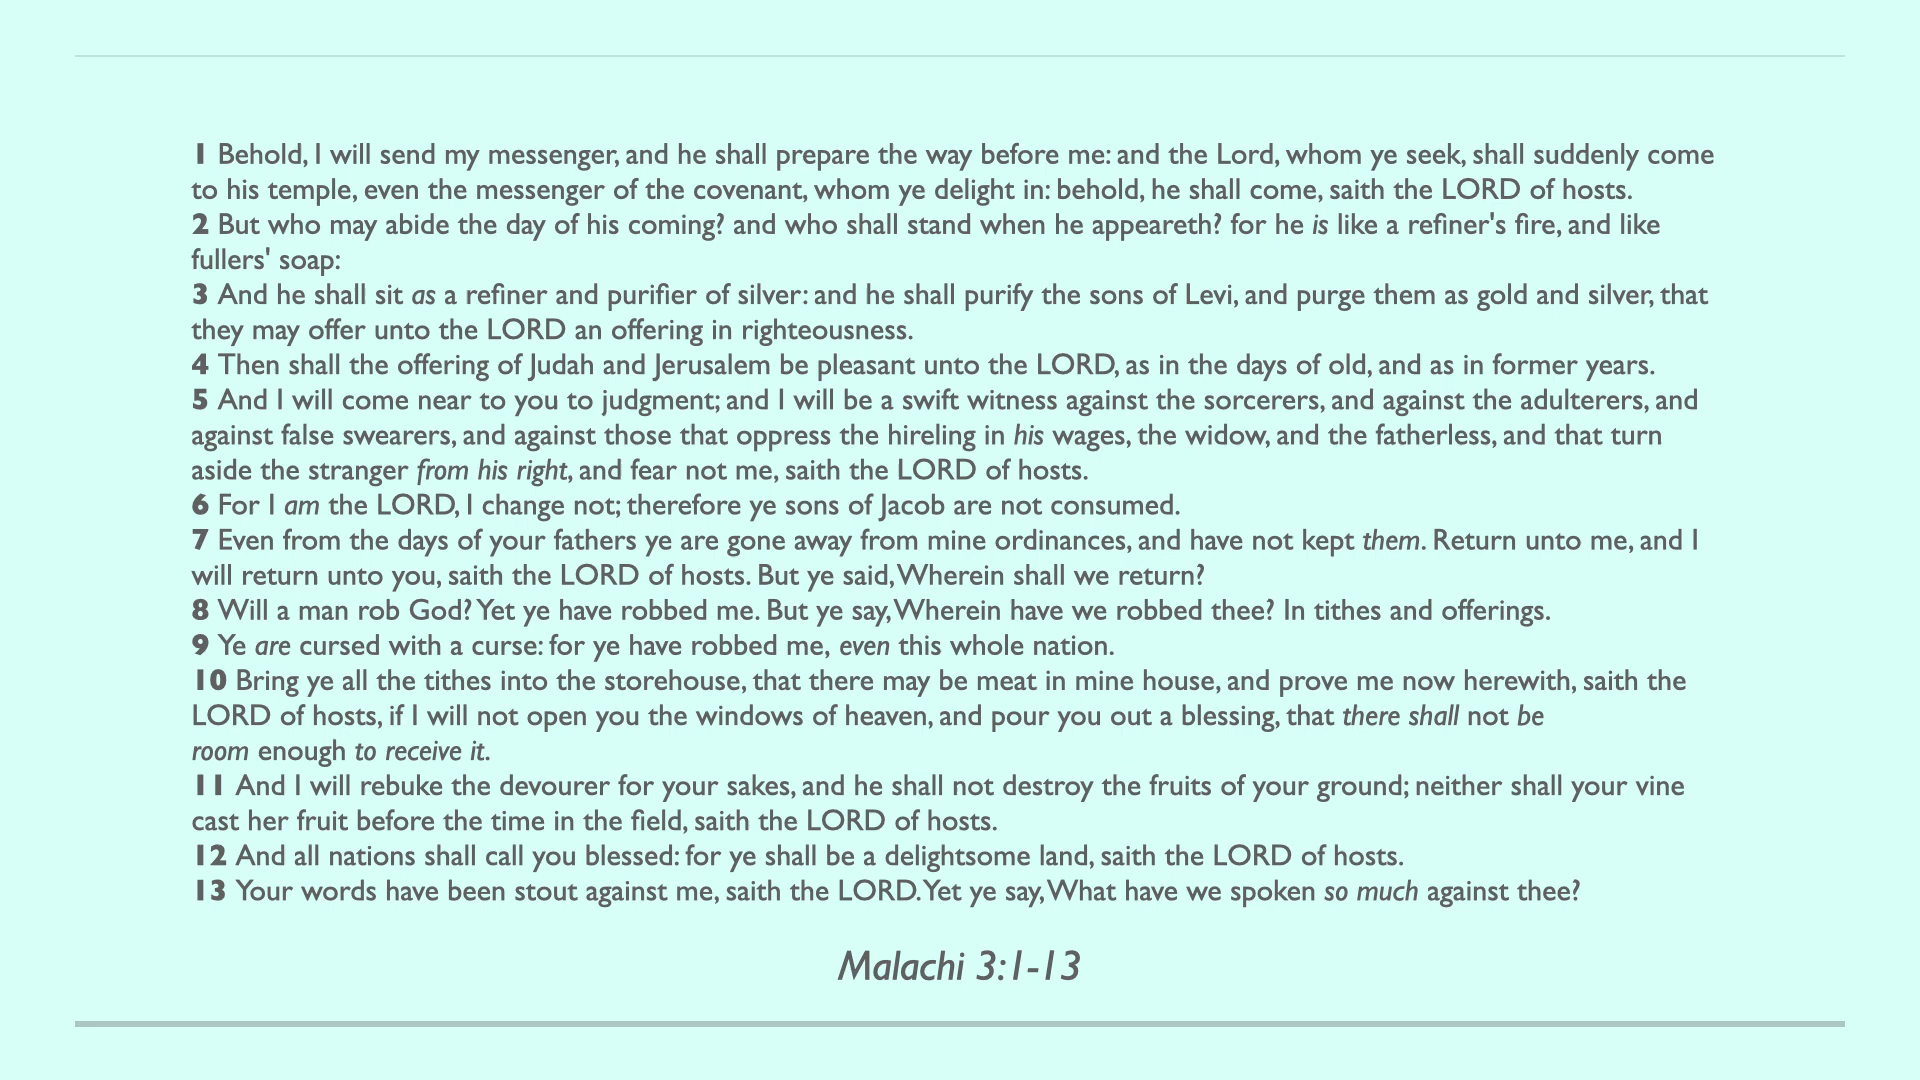 1 Behold, I will send my messenger, and he shall prepare the way before me: and the Lord, whom ye seek, shall suddenly come
to his temple, even the messenger of the covenant, whom ye delight in: behold, he shall come, saith the LORD of hosts.
2 But who may abide the day of his coming? and who shall stand when he appeareth? for he is like a refiner's fire, and like
fullers' soap:
3 And he shall sit as a refiner and purifier of silver: and he shall purify the sons of Levi, and purge them as gold and silver, that
they may offer unto the LORD an offering in righteousness.
4 Then shall the offering of Judah and Jerusalem be pleasant unto the LORD, as in the days of old, and as in former years.
5 And I will come near to you to judgment; and I will be a swift witness against the sorcerers, and against the adulterers, and
against false swearers, and against those that oppress the hireling in his wages, the widow, and the fatherless, and that turn
aside the stranger from his right, and fear not me, saith the LORD of hosts.
6 For I am the LORD, I change not; therefore ye sons of Jacob are not consumed.
7 Even from the days of your fathers ye are gone away from mine ordinances, and have not kept them. Return unto me, and I
will return unto you, saith the LORD of hosts. But ye said, Wherein shall we return?
8 Will a man rob God? Yet ye have robbed me. But ye say, Wherein have we robbed thee? In tithes and offerings.
9 Ye are cursed with a curse: for ye have robbed me, even this whole nation.
10 Bring ye all the tithes into the storehouse, that there may be meat in mine house, and prove me now herewith, saith the
LORD of hosts, if I will not open you the windows of heaven, and pour you out a blessing, that there shall not be
room enough to receive it.
11 And I will rebuke the devourer for your sakes, and he shall not destroy the fruits of your ground; neither shall your vine
cast her fruit before the time in the field, saith the LORD of hosts.
12 And all nations shall call you blessed: for ye shall be a delightsome land, saith the LORD of hosts.
13 Your words have been stout against me, saith the LORD. Yet ye say, What have we spoken so much against thee?
Malachi 3:1-13